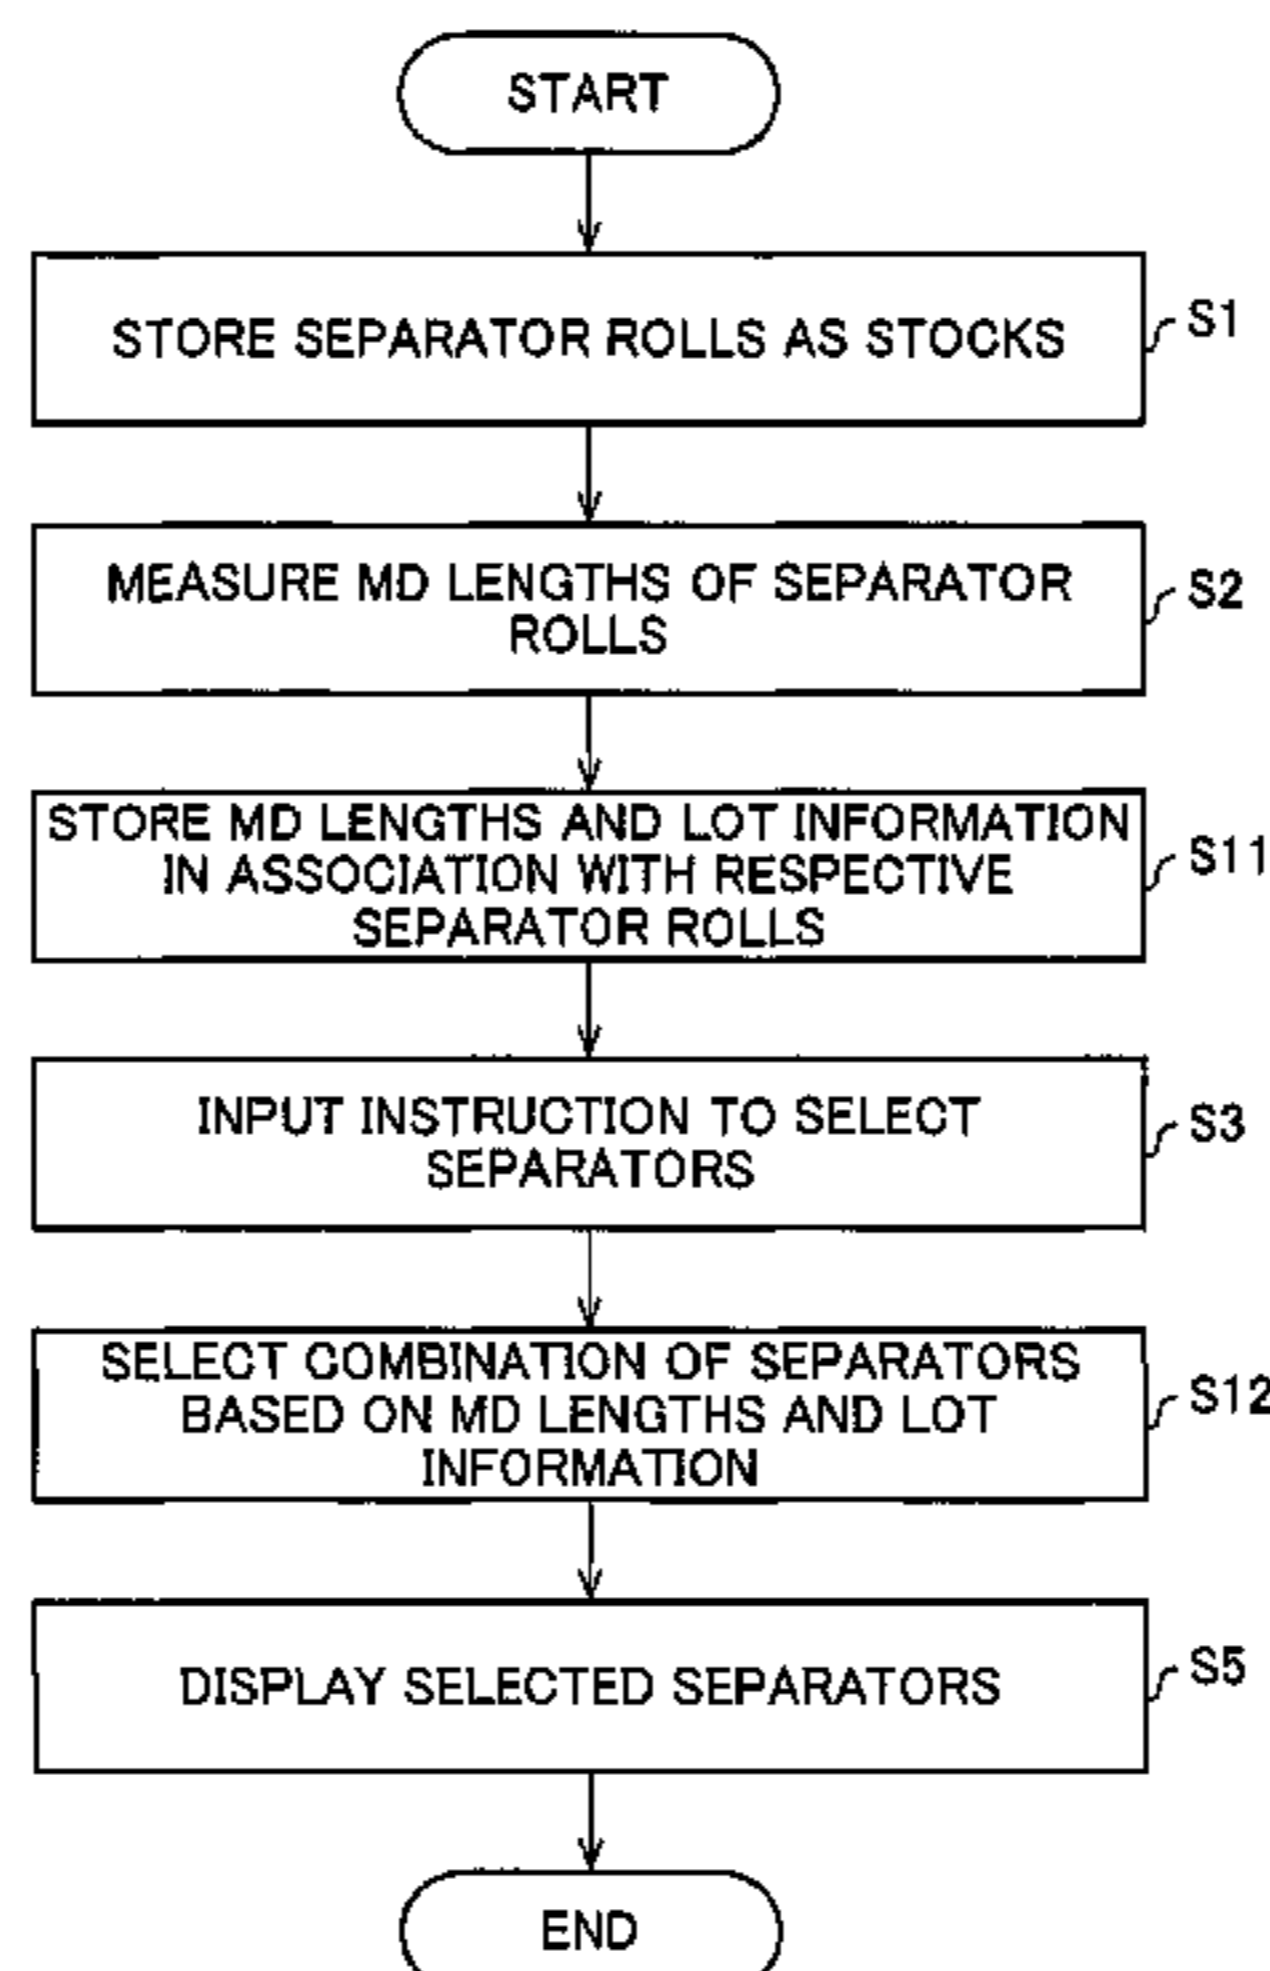 START
STORE SEPARATOR ROLLS AS STOCKS
S1
MEASURE MD LENGTHS OF SEPARATOR
ROLLS
S2
STORE MD LENGTHS AND LOT INFORMATION
IN ASSOCIATION WITH RESPECTIVE
SEPARATOR ROLLS
S11
INPUT INSTRUCTION TO SELECT
SEPARATORS
S3
SELECT COMBINATION OF SEPARATORS
BASED ON MD LENGTHS AND LOT
INFORMATION
S12
DISPLAY SELECTED SEPARATORS
S5
END